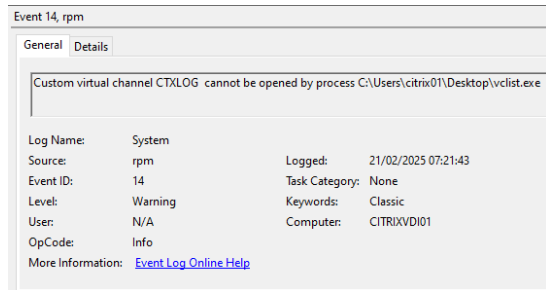 Event 14, rpm
General Details
Custom virtual channel CTXLOG  cannot be opened by process C:\Users\citrix01\Desktop\vclist.exe
Log Name: System
Source: rpm Logged: 21/02/2025 07:21:43
Event ID: 14 Task Category: None
Level: Warning Keywords: Classic
User: N/A Computer: CITRIXVDI01
OpCode: Info
More Information: Event Log Online Help